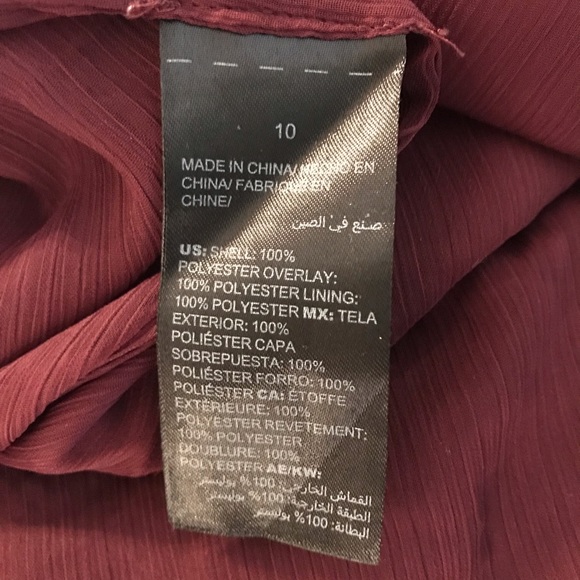 10
MADE IN CHINA/ HECHO EN
CHINA/ FABRIQUÉ EN
CHINE/
صنع في الصين
US: SHELL: 100%
POLYESTER OVERLAY:
100% POLYESTER LINING:
100% POLYESTER MX: TELA
EXTERIOR: 100%
POLIÉSTER CAPA
SOBREPUESTA: 100%
POLIÉSTER FORRO: 100%
POLIÉSTER CA: ÉTOFFE
EXTÉRIEURE: 100%
POLYESTER REVETEMENT:
100% POLYESTER
DOUBLURE: 100%
POLYESTER AE/KW:
القماش الخارجي: 100% بوليستر
الطبقة الخارجية: 100% بوليستر
البطانة: 100% بوليستر